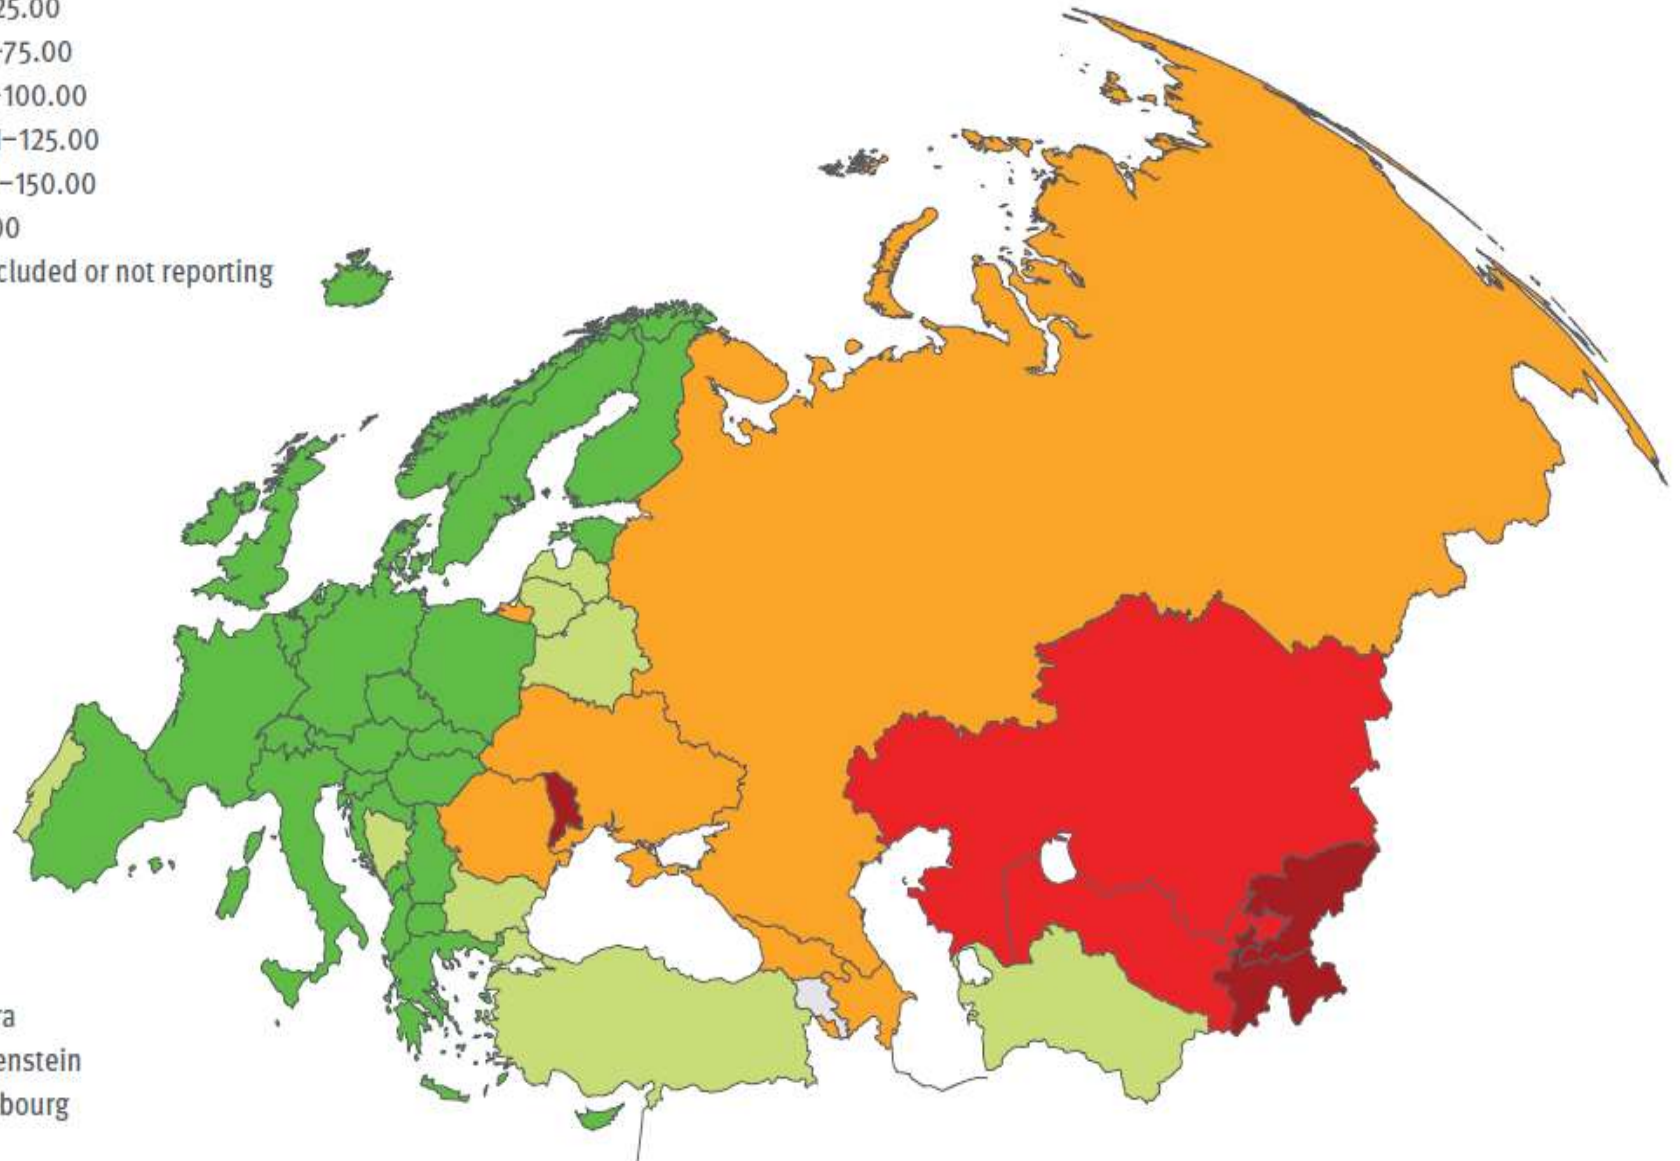 25.00
–75.00
–100.00
–125.00
–150.00
00
cluded or not reporting
ra
enstein
bourg